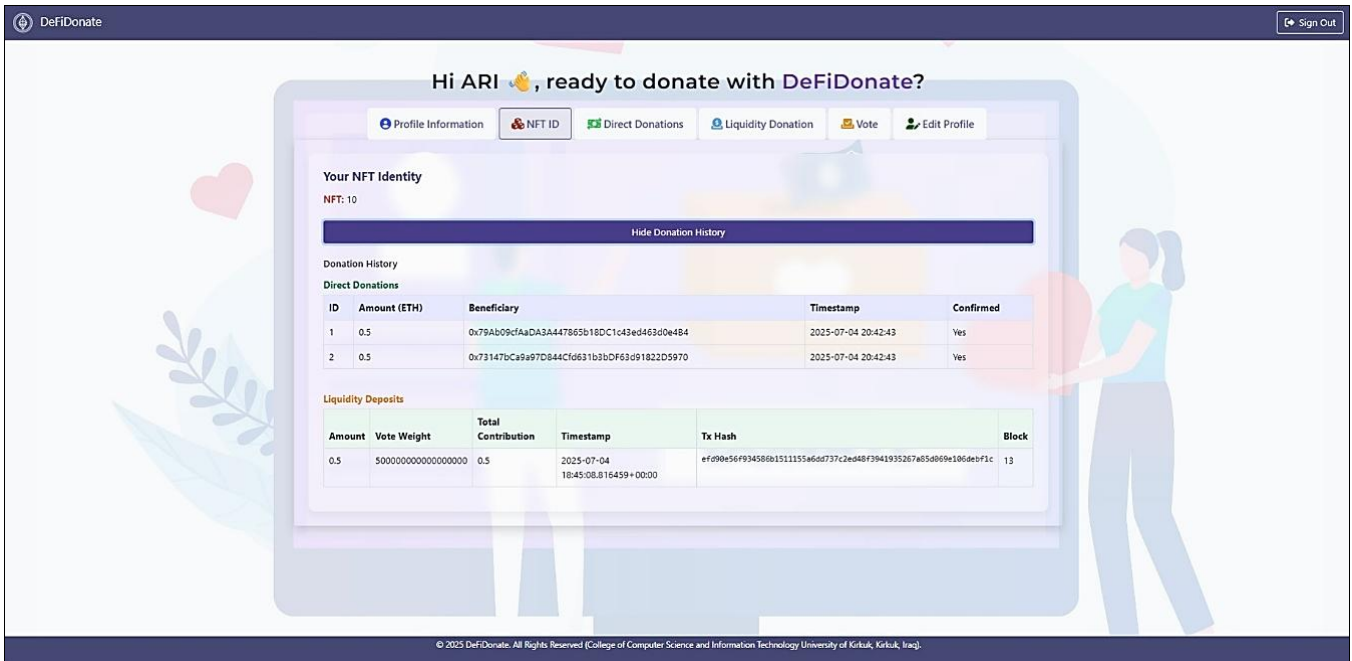 DeFiDonate
Sign Out
Hi ARI 👋, ready to donate with DeFiDonate?
Profile Information NFT ID Direct Donations Liquidity Donation Vote Edit Profile
Your NFT Identity
NFT: 10
Hide Donation History
Donation History
Direct Donations
ID Amount (ETH) Beneficiary Timestamp Confirmed
1 0.5 0x79Ab09cfAaDA3A447865b18DC1c43ed463d0e4B4 2025-07-04 20:42:43 Yes
2 0.5 0x73147bCa9a97D844Cfd631b3bDF63d91822D5970 2025-07-04 20:42:43 Yes
Liquidity Deposits
Total
Amount Vote Weight Contribution Timestamp Tx Hash Block
0.5 500000000000000000 0.5 2025-07-04 efd90e56f934586b1511155a6dd737c2ed48f3941935267a85d869e106debf1c 13
18:45:08.816459+00:00
© 2025 DeFiDonate. All Rights Reserved (College of Computer Science and Information Technology University of Kirkuk, Kirkuk, Iraq).